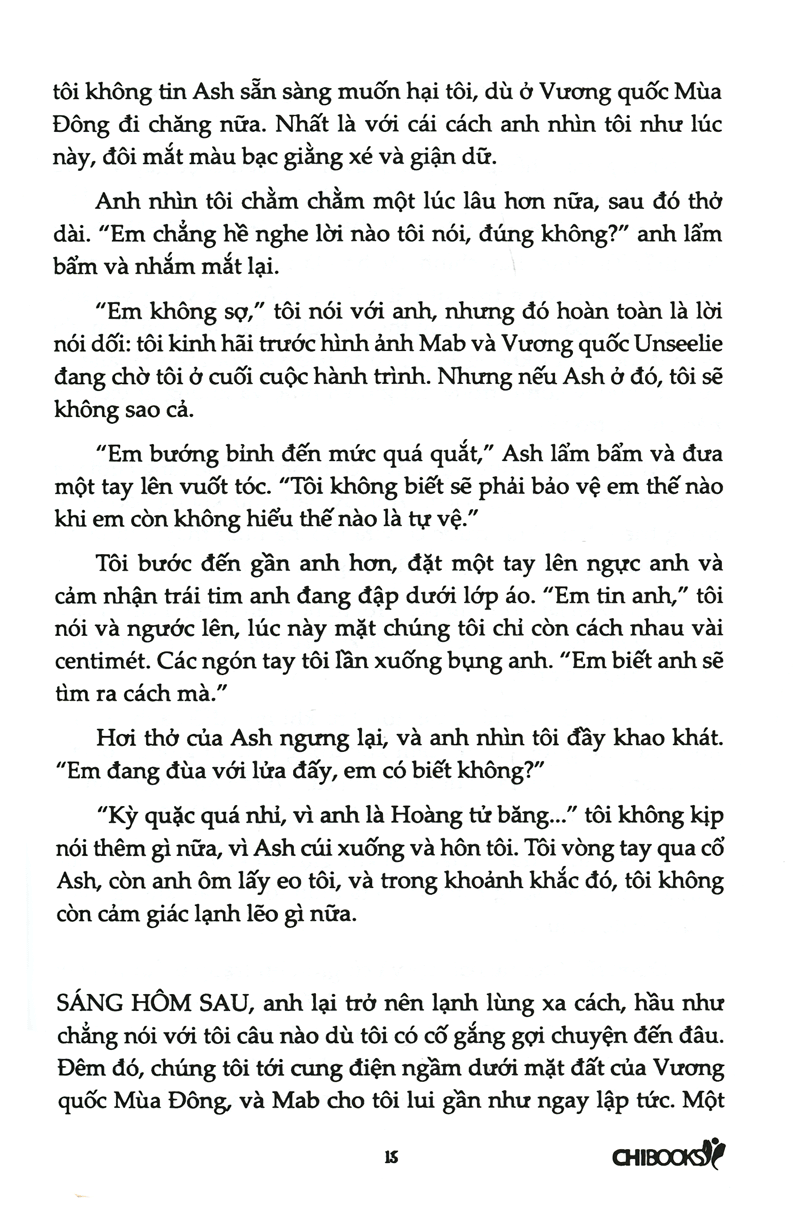 tôi không tin Ash sẵn sàng muốn hại tôi, dù ở Vương quốc Mùa
Đông đi chăng nữa. Nhất là với cái cách anh nhìn tôi như lúc
này, đôi mắt màu bạc giằng xé và giận dữ.
Anh nhìn tôi chằm chằm một lúc lâu hơn nữa, sau đó thở
dài. “Em chẳng hề nghe lời nào tôi nói, đúng không?” anh lẩm
bẩm và nhắm mắt lại.
“Em không sợ,” tôi nói với anh, nhưng đó hoàn toàn là lời
nói dối: tôi kinh hãi trước hình ảnh Mab và Vương quốc Unseelie
đang chờ tôi ở cuối cuộc hành trình. Nhưng nếu Ash ở đó, tôi sẽ
không sao cả.
“Em bướng bỉnh đến mức quá quắt,” Ash lẩm bẩm và đưa
một tay lên vuốt tóc. “Tôi không biết sẽ phải bảo vệ em thế nào
khi em còn không hiểu thế nào là tự vệ.”
Tôi bước đến gần anh hơn, đặt một tay lên ngực anh và
cảm nhận trái tim anh đang đập dưới lớp áo. “Em tin anh,” tôi
nói và ngước lên, lúc này mặt chúng tôi chỉ còn cách nhau vài
centimét. Các ngón tay tôi lần xuống bụng anh. “Em biết anh sẽ
tìm ra cách mà.”
Hơi thở của Ash ngưng lại, và anh nhìn tôi đầy khao khát.
“Em đang đùa với lửa đấy, em có biết không?”
“Kỳ quặc quá nhỉ, vì anh là Hoàng tử băng...” tôi không kịp
nói thêm gì nữa, vì Ash cúi xuống và hôn tôi. Tôi vòng tay qua cổ
Ash, còn anh ôm lấy eo tôi, và trong khoảnh khắc đó, tôi không
còn cảm giác lạnh lẽo gì nữa.
SÁNG HÔM SAU, anh lại trở nên lạnh lùng xa cách, hầu như
chẳng nói với tôi câu nào dù tôi có cố gắng gợi chuyện đến đâu.
Đêm đó, chúng tôi tới cung điện ngầm dưới mặt đất của Vương
quốc Mùa Đông, và Mab cho tôi lui gần như ngay lập tức. Một
15
CHIBOOKS